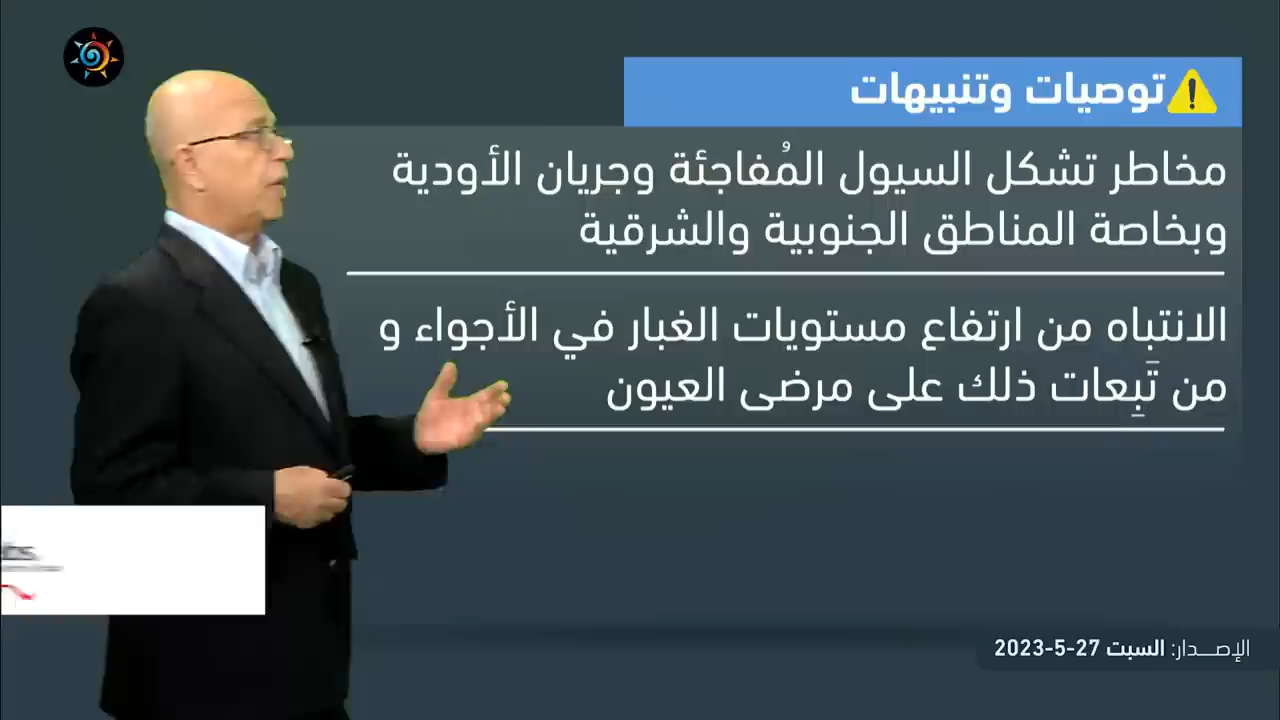 توصيات وتنبيهات
مخاطر تشكل السيول المُفاجئة وجريان الأودية
وبخاصة المناطق الجنوبية والشرقية
الانتباه من ارتفاع مستويات الغبار في الأجواء و
من تَبِعات ذلك على مرضى العيون
الإصـــدار: السبت 27-5-2023